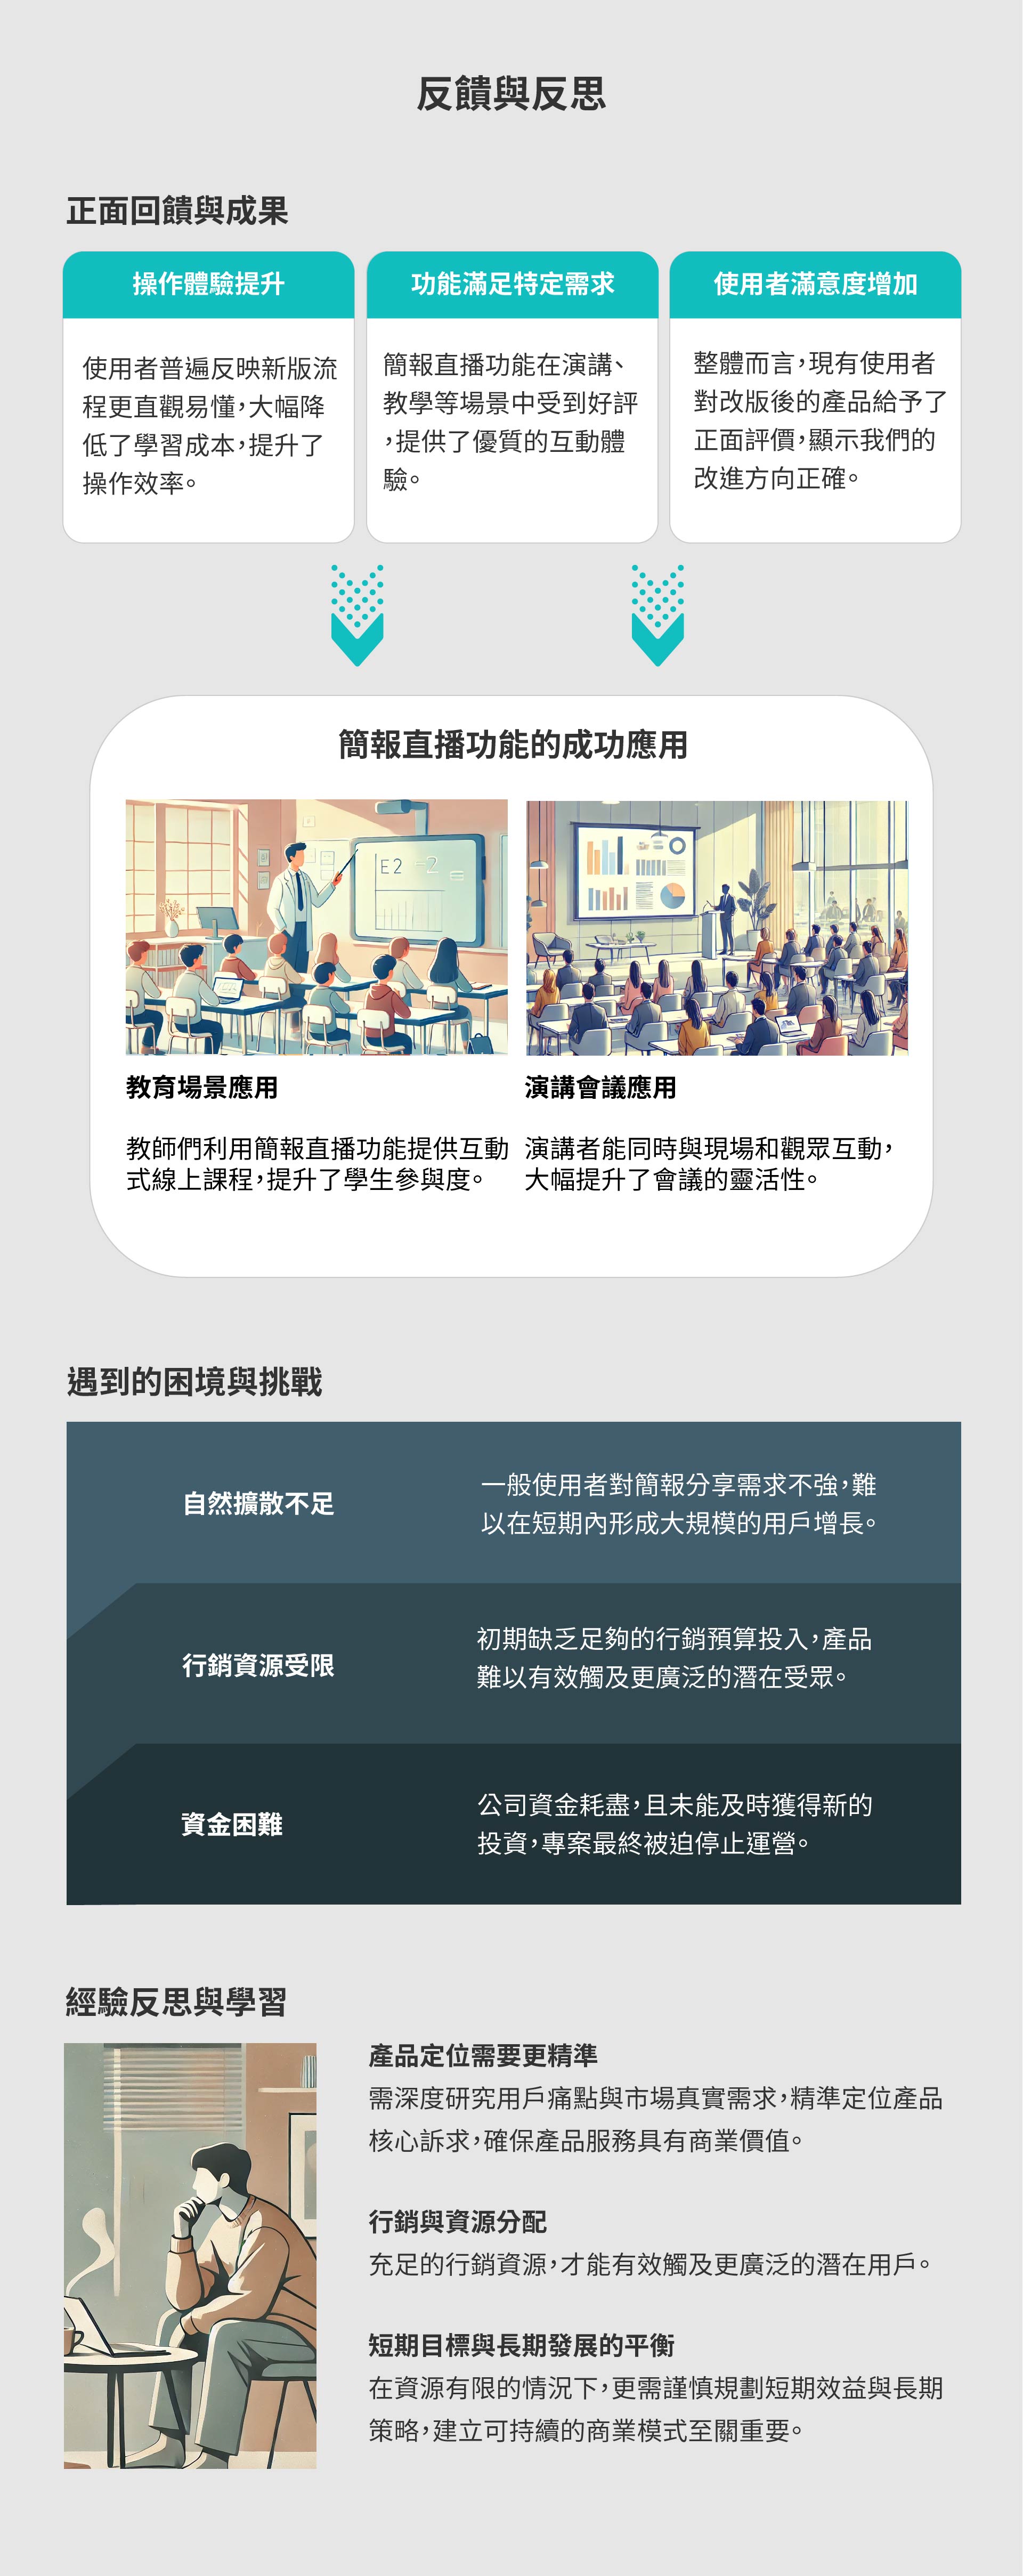 反饋與反思
正面回饋與成果
操作體驗提升
使用者普遍反映新版流
程更直觀易懂，大幅降
低了學習成本，提升了
操作效率。
功能滿足特定需求
簡報直播功能在演講、
教學等場景中受到好評
，提供了優質的互動體
驗。
使用者滿意度增加
整體而言，現有使用者
對改版後的產品給予了
正面評價，顯示我們的
改進方向正確。
簡報直播功能的成功應用
E2 =2
教育場景應用
教師們利用簡報直播功能提供互動
式線上課程，提升了學生參與度。
演講會議應用
演講者能同時與現場和觀眾互動，
大幅提升了會議的靈活性。
遇到的困境與挑戰
自然擴散不足
一般使用者對簡報分享需求不強，難
以在短期內形成大規模的用戶增長。
行銷資源受限
初期缺乏足夠的行銷預算投入，產品
難以有效觸及更廣泛的潛在受眾。
資金困難
公司資金耗盡，且未能及時獲得新的
投資，專案最終被迫停止運營。
經驗反思與學習
產品定位需要更精準
需深度研究用戶痛點與市場真實需求，精準定位產品
核心訴求，確保產品服務具有商業價值。
行銷與資源分配
充足的行銷資源，才能有效觸及更廣泛的潛在用戶。
短期目標與長期發展的平衡
在資源有限的情況下，更需謹慎規劃短期效益與長期
策略，建立可持續的商業模式至關重要。